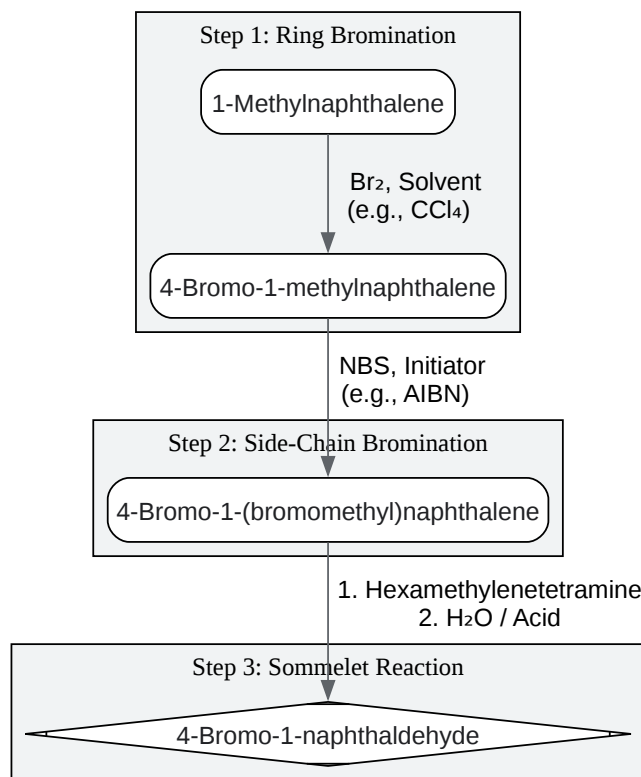 Step 1: Ring Bromination
1-Methylnaphthalene
Br₂, Solvent
(e.g., CCl₄)
4-Bromo-1-methylnaphthalene
NBS, Initiator
(e.g., AIBN)
Step 2: Side-Chain Bromination
4-Bromo-1-(bromomethyl)naphthalene
1. Hexamethylenetetramine
2. H₂O / Acid
Step 3: Sommelet Reaction
4-Bromo-1-naphthaldehyde